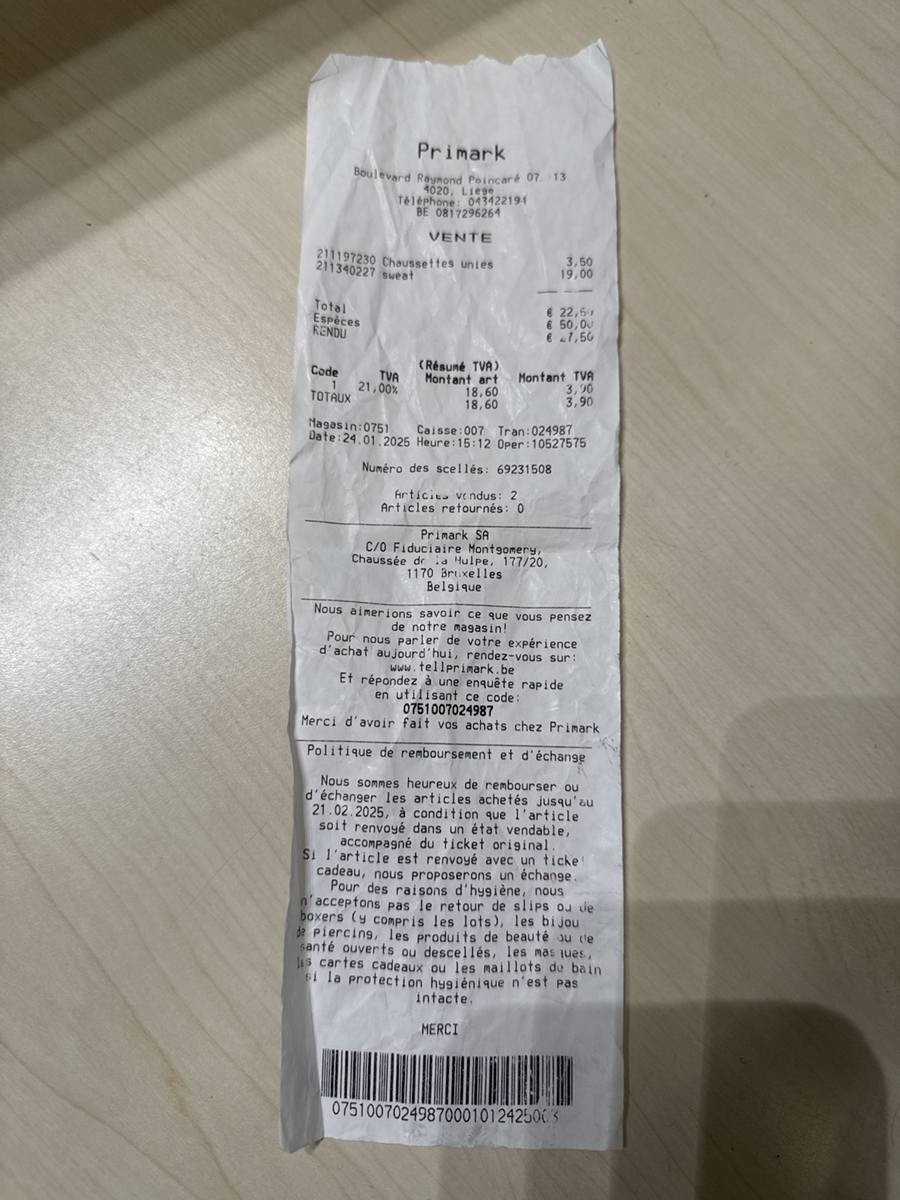 Primark
Boulevard Raymond Poincaré 07. 13
4020, Liege
Téléphone: 043422194
BE 0817296264
VENTE
211197230 Chaussettes unies 3,50
211340227 sweat 19,00
Total € 22,50
Espèces € 50,00
RENDU € 27,50
(Résumé TVA)
Code TVA Montant art Montant TVA
1 21,00% 18,60 3,90
TOTAUX 18,60 3,90
Magasin:0751 Caisse:007 Tran:024987
Date:24.01.2025 Heure:15:12 Oper:10527575
Numéro des scellés: 69231508
Articles vendus: 2
Articles retournés: 0
Primark SA
C/O Fiduciaire Montgomery,
Chaussée de la Hulpe, 177/20,
1170 Bruxelles
Belgique
Nous aimerions savoir ce que vous pensez
de notre magasin!
Pour nous parler de votre expérience
d'achat aujourd'hui, rendez-vous sur:
www.tellprimark.be
Et répondez à une enquête rapide
en utilisant ce code:
0751007024987
Merci d'avoir fait vos achats chez Primark
Politique de remboursement et d'échange
Nous sommes heureux de rembourser ou
d'échanger les articles achetés jusqu'au
21.02.2025, à condition que l'article
soit renvoyé dans un état vendable,
accompagné du ticket original.
Si l'article est renvoyé avec un ticket
cadeau, nous proposerons un échange.
Pour des raisons d'hygiène, nous
n'acceptons pas le retour de slips ou de
boxers (y compris les lots), les bijou
de piercing, les produits de beauté ou de
santé ouverts ou descellés, les masques,
les cartes cadeaux ou les maillots de bain
si la protection hygiénique n'est pas
intacte.
MERCI